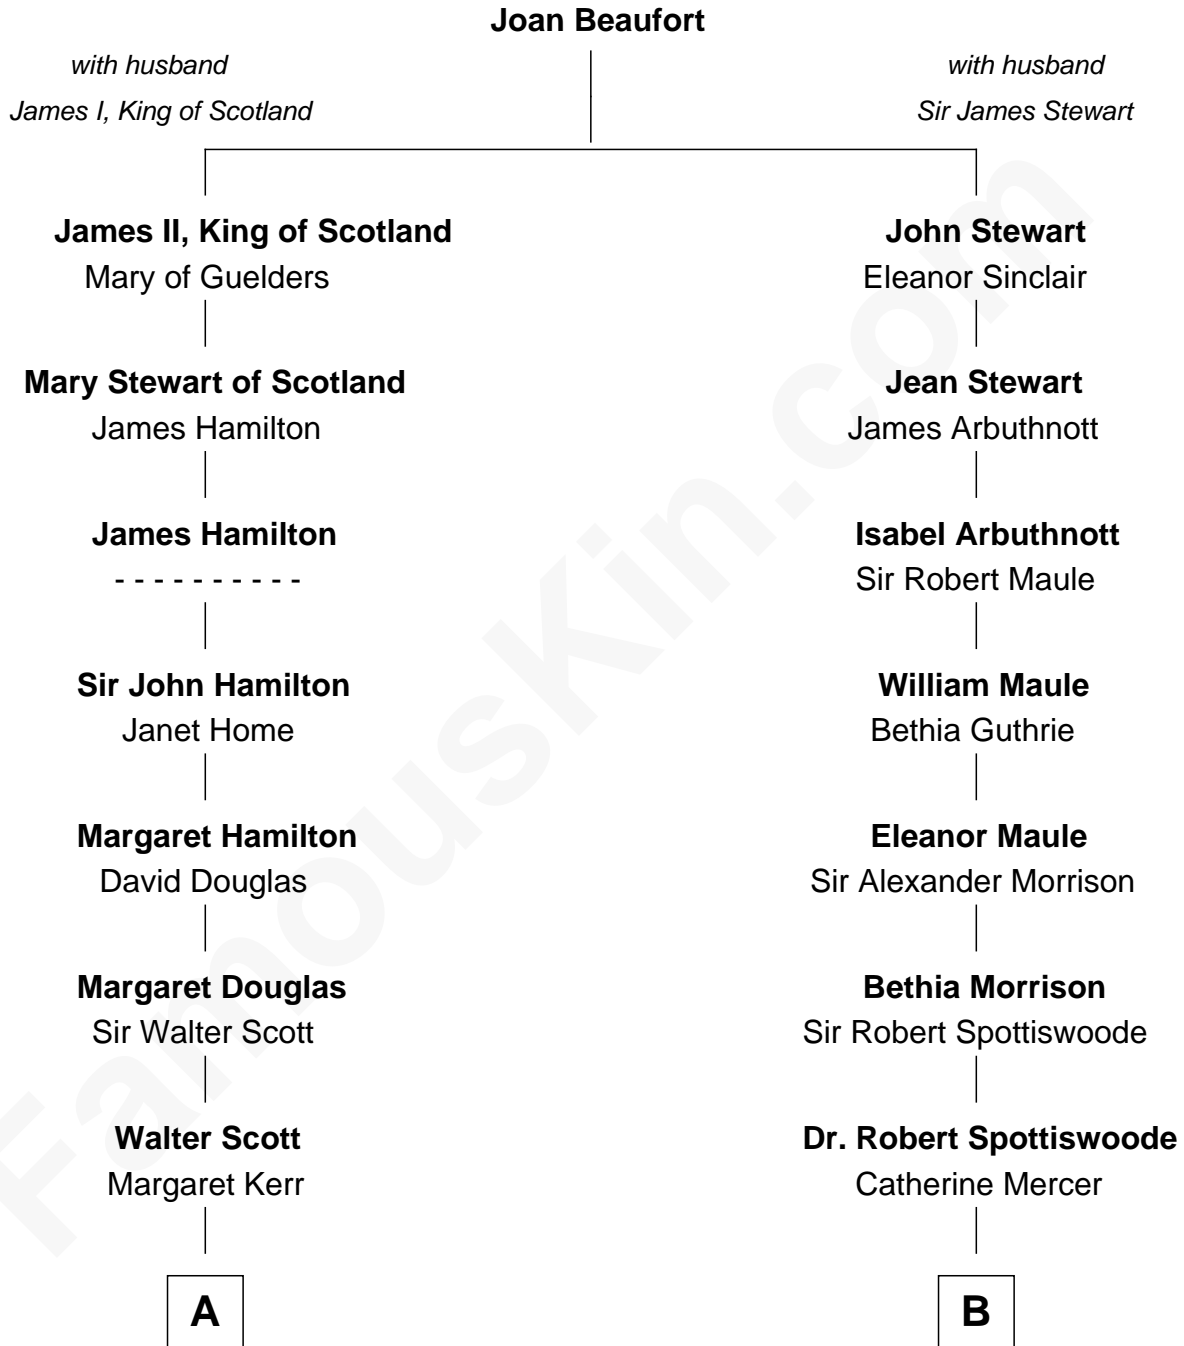 Joan Beaufort
with husband
James I, King of Scotland
with husband
Sir James Stewart
James II, King of Scotland
Mary of Guelders
John Stewart
Eleanor Sinclair
Mary Stewart of Scotland
James Hamilton
Jean Stewart
James Arbuthnott
James Hamilton
- - - - - - - - - -
Isabel Arbuthnott
Sir Robert Maule
Sir John Hamilton
Janet Home
William Maule
Bethia Guthrie
Margaret Hamilton
David Douglas
Eleanor Maule
Sir Alexander Morrison
Margaret Douglas
Sir Walter Scott
Bethia Morrison
Sir Robert Spottiswoode
Walter Scott
Margaret Kerr
Dr. Robert Spottiswoode
Catherine Mercer
A
B
FamousKin.com